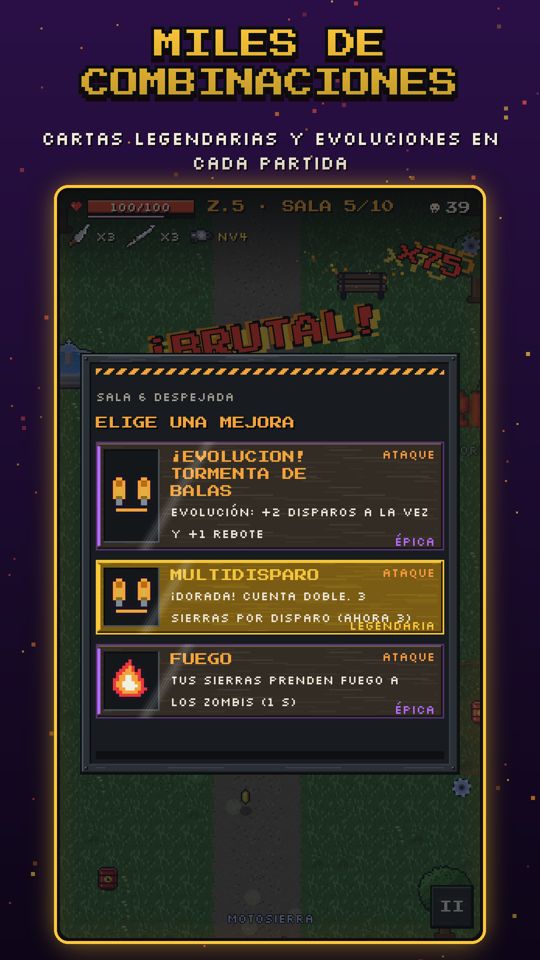 MILES DE
COMBINACIONES
CARTAS LEGENDARIAS Y EVOLUCIONES EN
CADA PARTIDA
100/100 Z.5 · SALA 5/10 39
X3 X3 NV4
X75
¡BRUTAL!
SALA 6 DESPEJADA
ELIGE UNA MEJORA
¡EVOLUCION! ATAQUE
TORMENTA DE
BALAS
EVOLUCIÓN: +2 DISPAROS A LA VEZ
Y +1 REBOTE
ÉPICA
MULTIDISPARO ATAQUE
¡DORADA! CUENTA DOBLE. 3
SIERRAS POR DISPARO (AHORA 3)
LEGENDARIA
FUEGO ATAQUE
TUS SIERRAS PRENDEN FUEGO A
LOS ZOMBIS (1 S)
ÉPICA
MOTOSIERRA
II